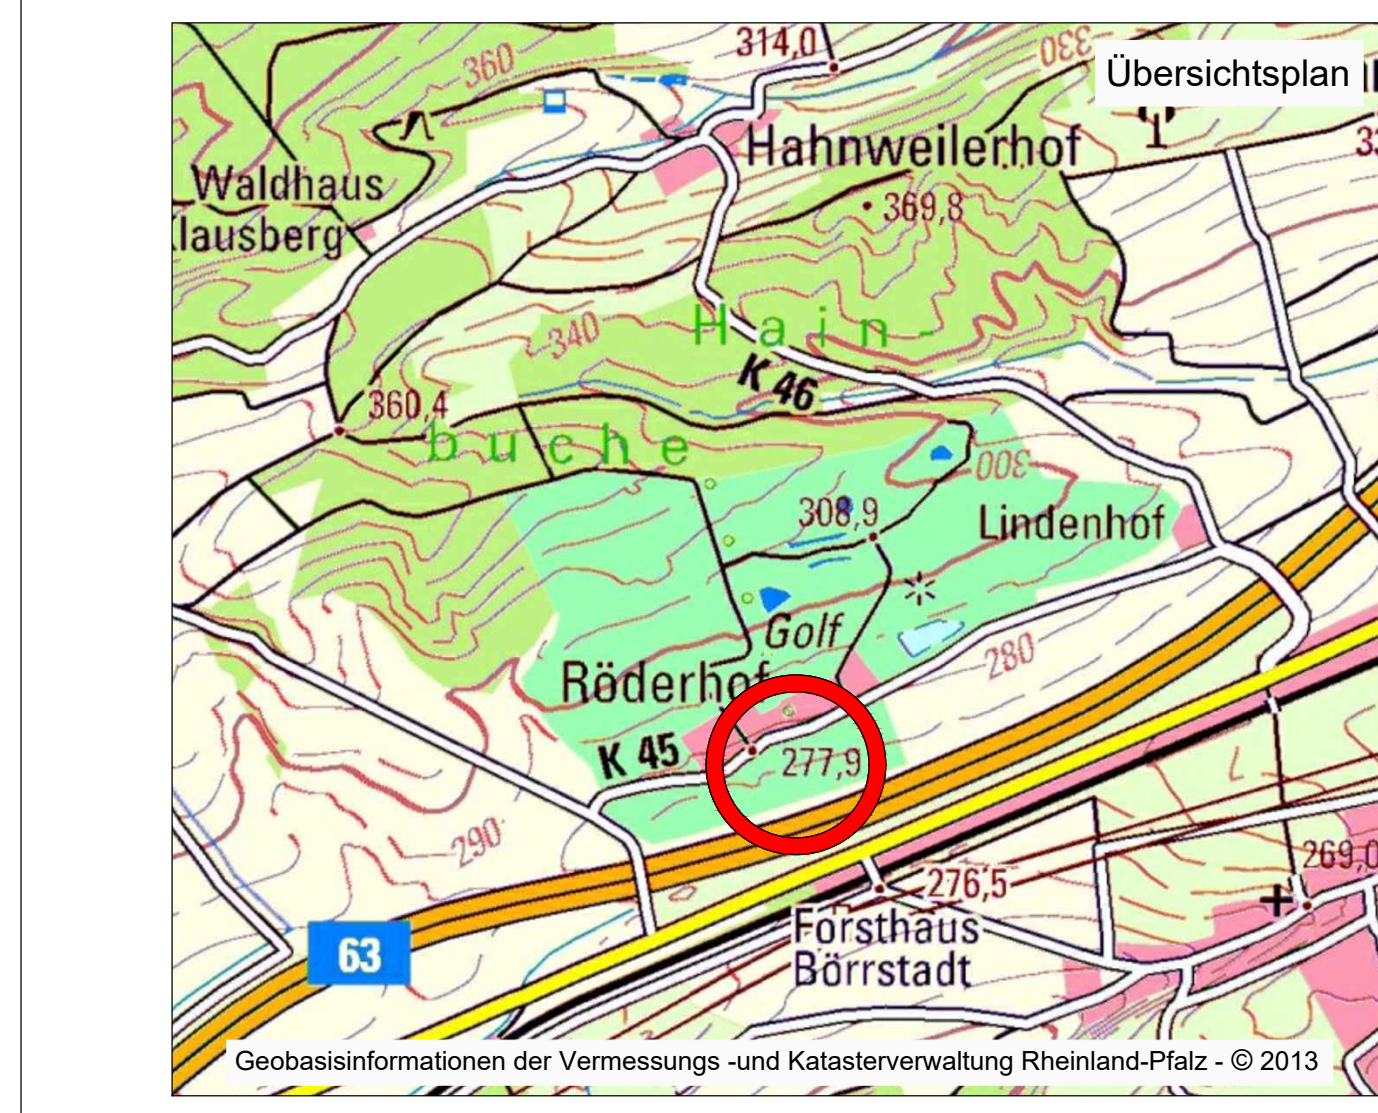 314,0
360
330
Übersichtsplan
Hahnweilerhof
Waldhaus
369,8
lausberg
Hain-
340
K 46
360,4
buche
300
308,9
Lindenhof
Golf
280
Röderhof
K 45
277,9
290
269,0
276,5
Forsthaus
Börrstadt
63
Geobasisinformationen der Vermessungs -und Katasterverwaltung Rheinland-Pfalz - © 2013